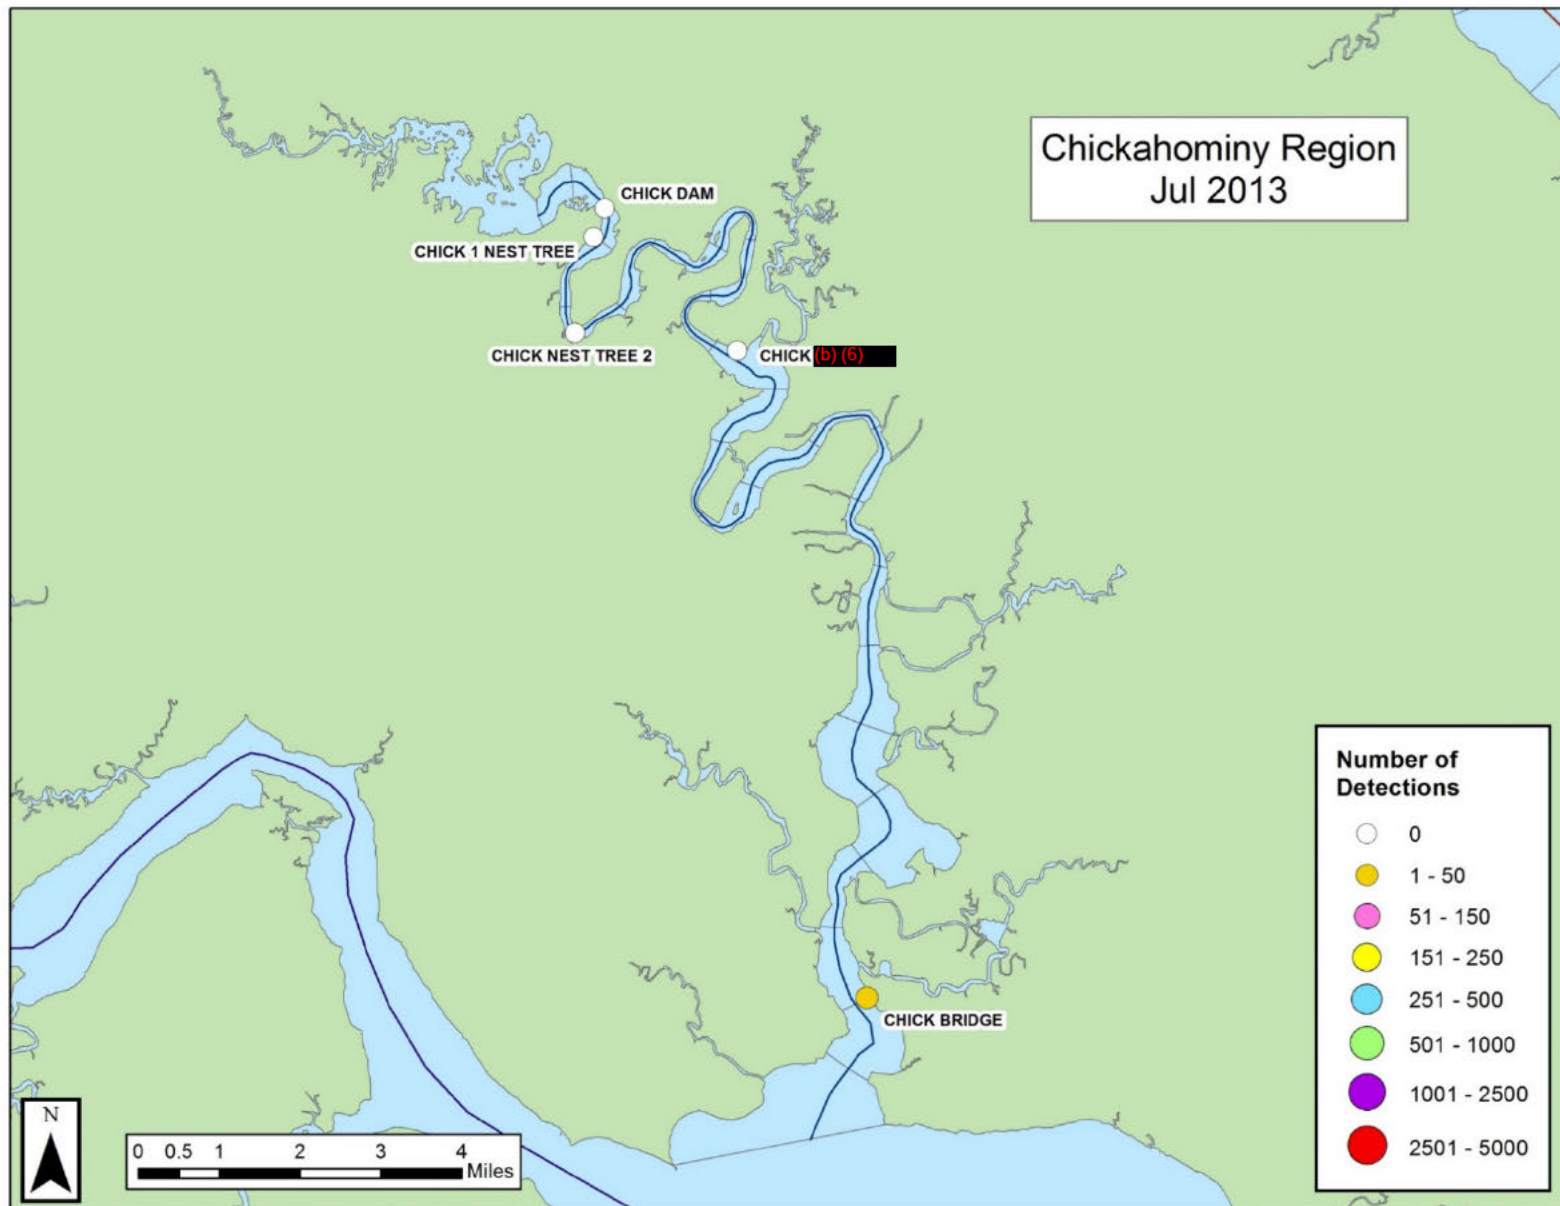 Chickahominy Region
Jul 2013
CHICK DAM
CHICK 1 NEST TREE
CHICK NEST TREE 2
CHICK (b) (6)
CHICK BRIDGE
Number of
Detections
0
1 - 50
51 - 150
151 - 250
251 - 500
501 - 1000
1001 - 2500
2501 - 5000
N
0 0.5 1 2 3 4
Miles